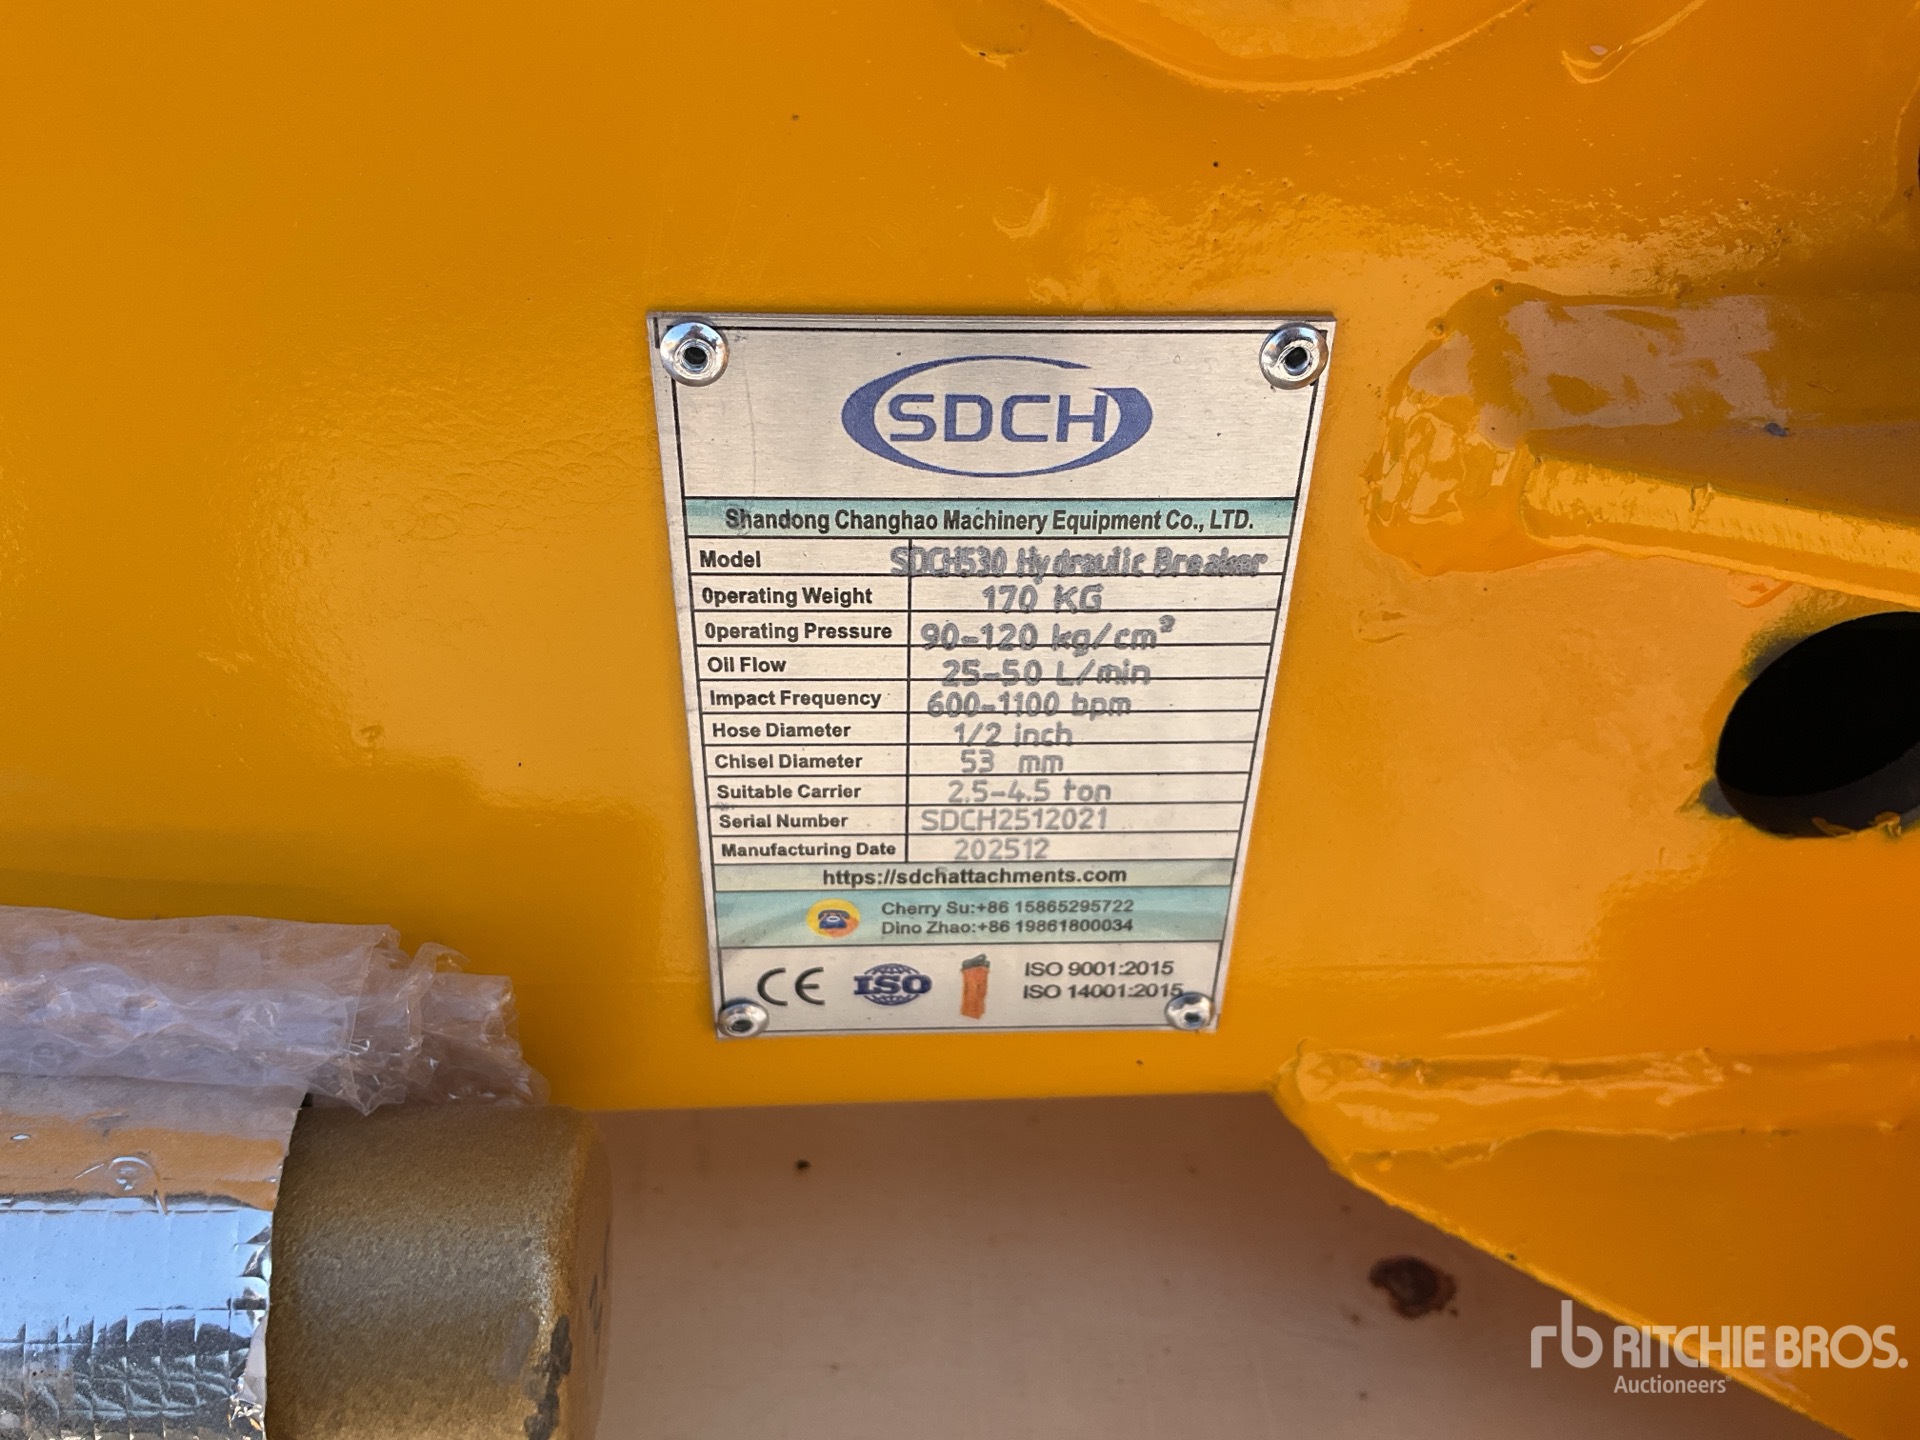 SDCH
Shandong Changhao Machinery Equipment Co., LTD.
Model SDCH530 Hydraulic Breaker
Operating Weight 170 KG
Operating Pressure 90-120 kg/cm²
Oil Flow 25-50 L/min
Impact Frequency 600-1100 bpm
Hose Diameter 1/2 inch
Chisel Diameter 53 mm
Suitable Carrier 2.5-4.5 ton
Serial Number SDCH2512021
Manufacturing Date 202512
https://sdchattachments.com
Cherry Su:+86 15865295722
Dino Zhao:+86 19861800034
CE ISO ISO 9001:2015
ISO 14001:2015
rb RITCHIE BROS.
Auctioneers